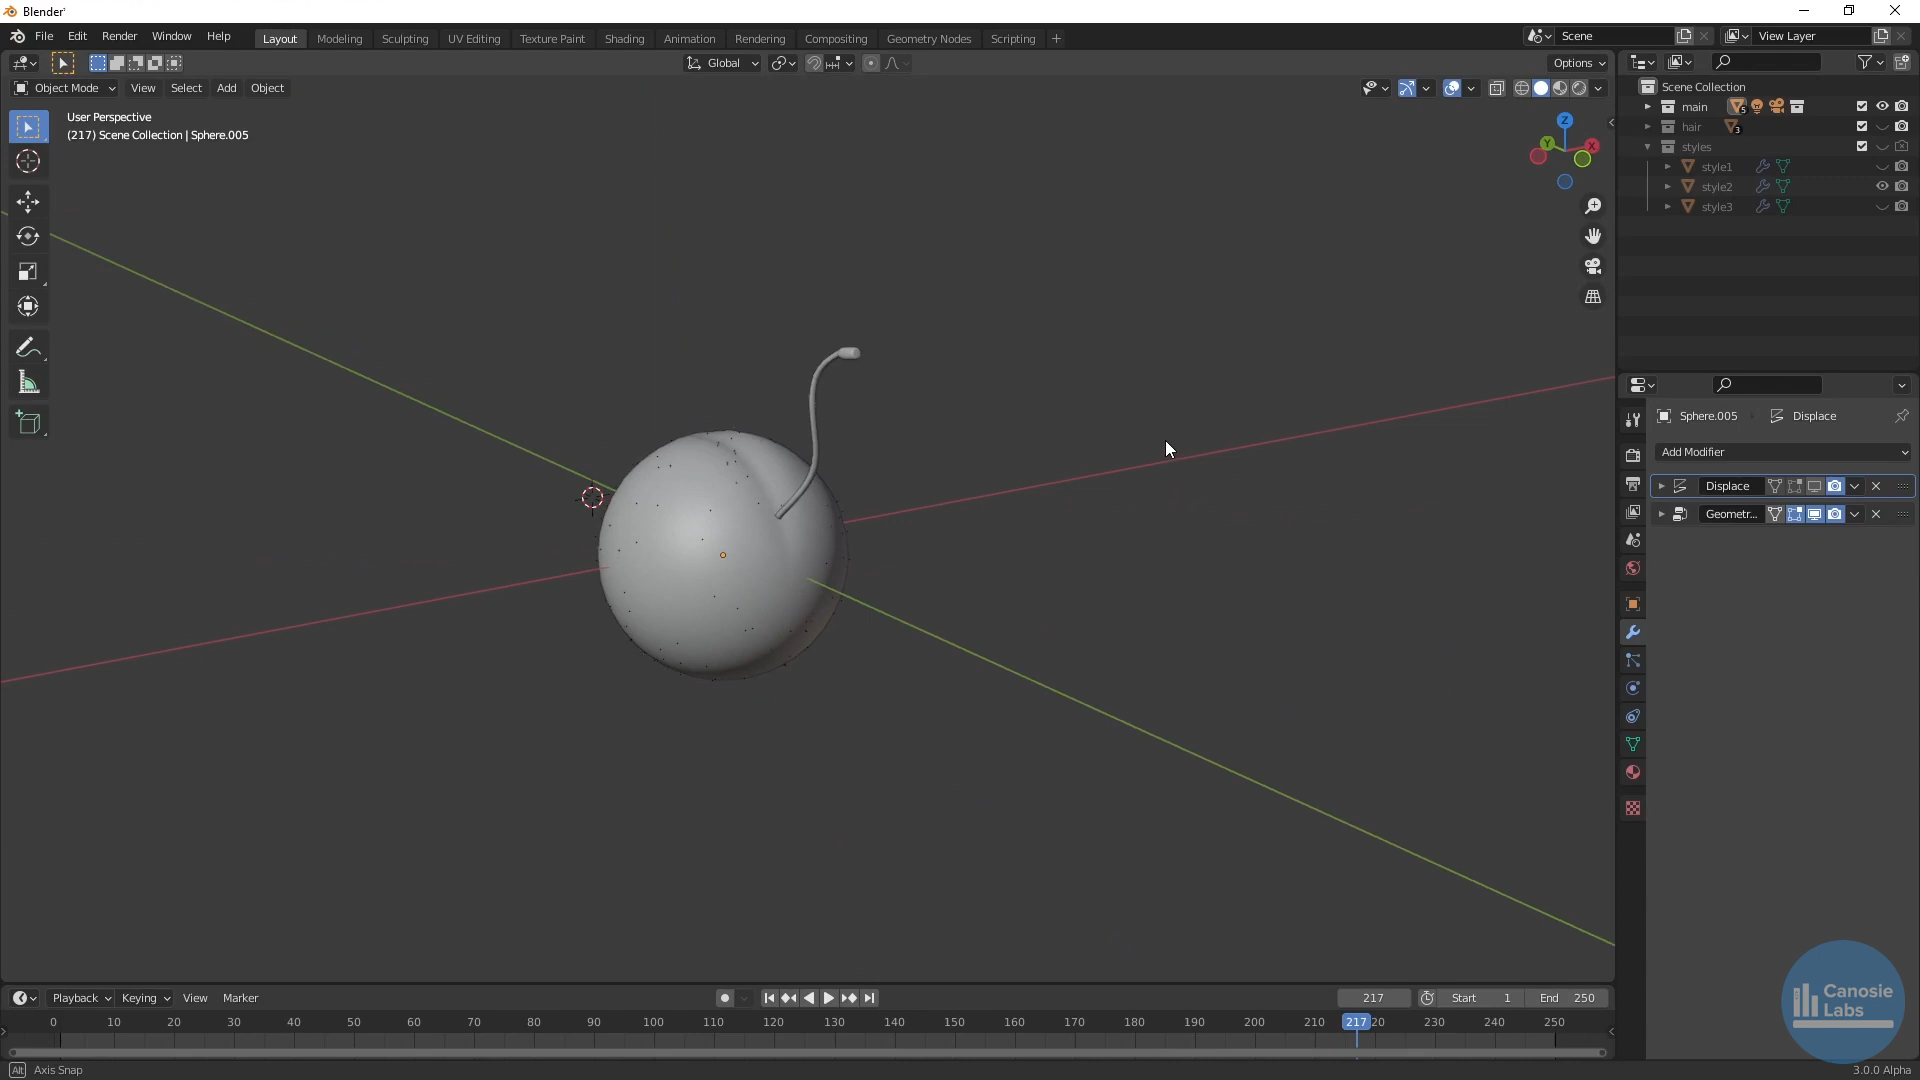 Blender
File Edit Render Window Help
Layout Modeling Sculpting UV Editing Texture Paint Shading Animation Rendering Compositing Geometry Nodes Scripting +
Scene
View Layer
Global
Options
Object Mode View Select Add Object
User Perspective
(217) Scene Collection | Sphere.005
Z
Y
X
Scene Collection
main
5
hair
3
styles
style1
style2
style3
Sphere.005
Displace
Add Modifier
Displace
Geometr...
Playback Keying View Marker
217
Start 1
End 250
0 10 20 30 40 50 60 70 80 90 100 110 120 130 140 150 160 170 180 190 200 210 217 20 230 240 250
Alt Axis Snap
3.0.0 Alpha
Canosie
Labs